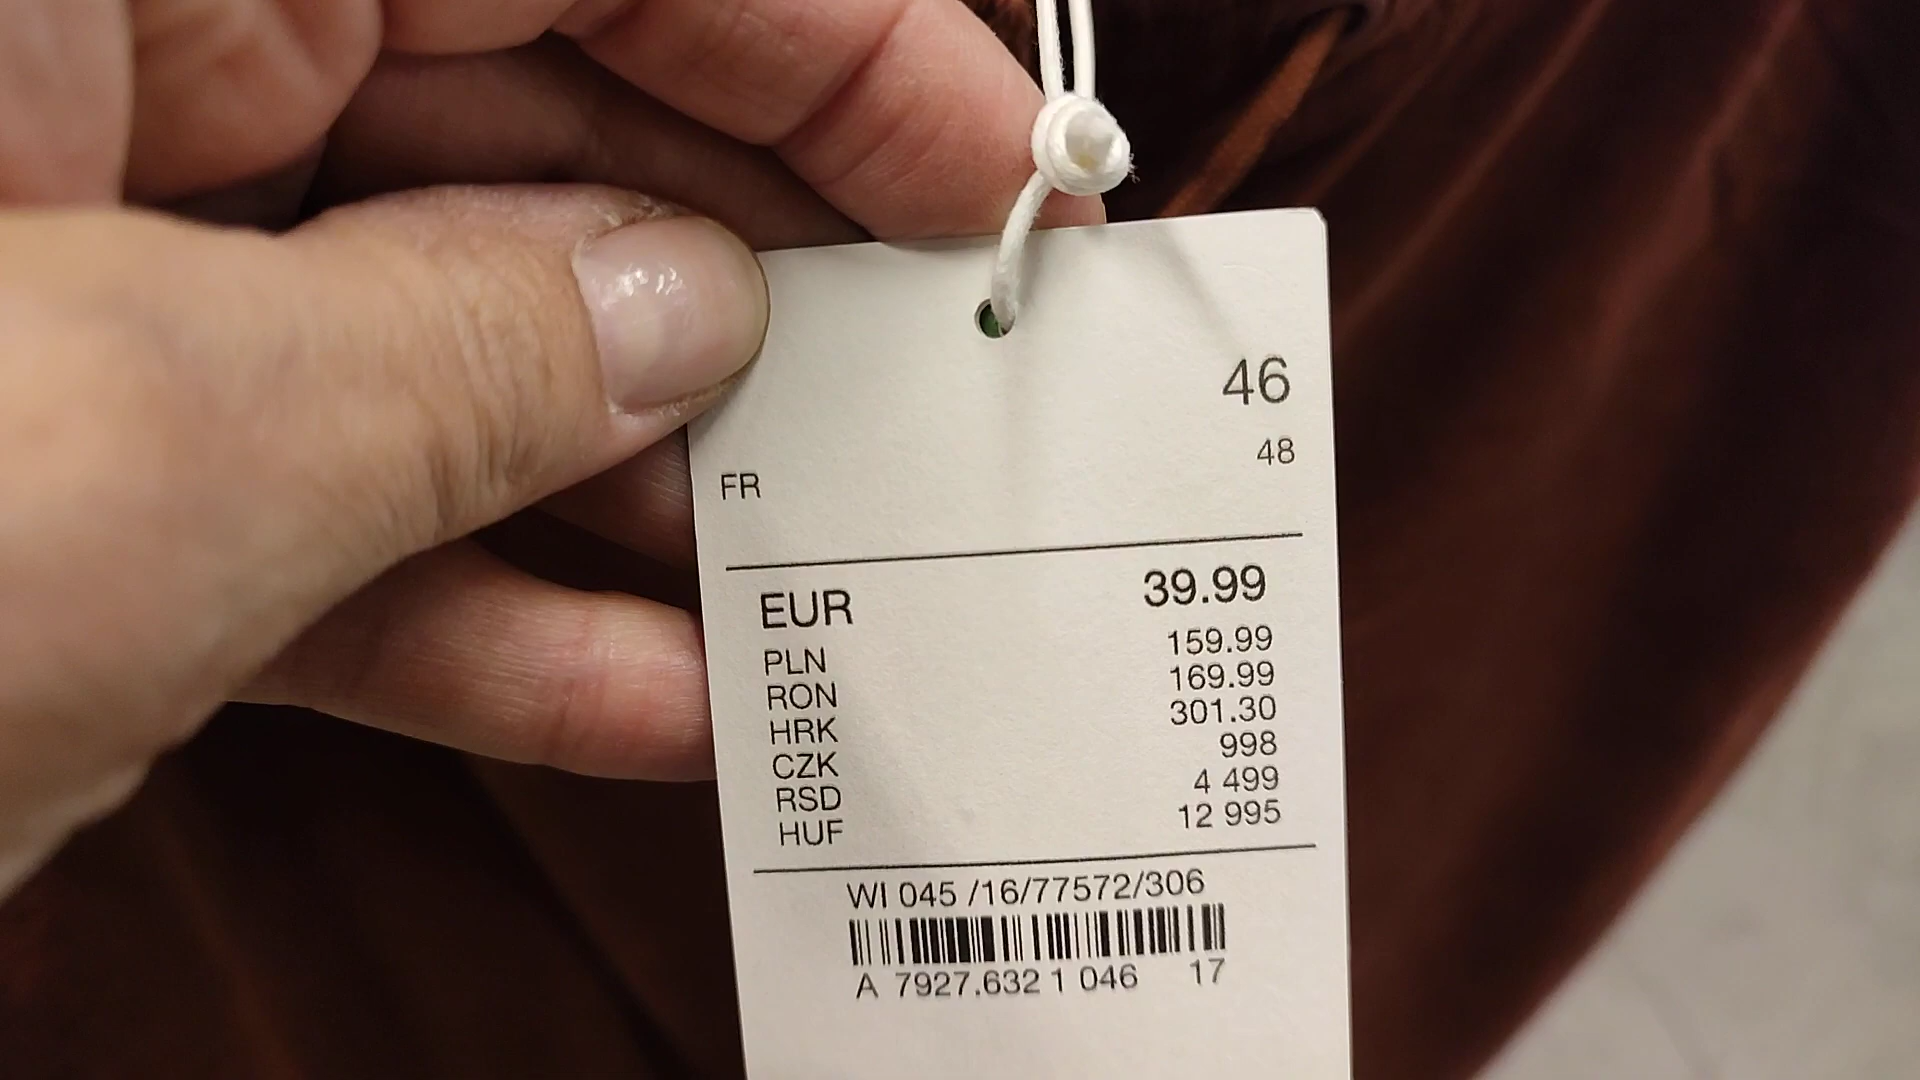 46
48
FR
EUR 39.99
PLN 159.99
RON 169.99
HRK 301.30
CZK 998
RSD 4 499
HUF 12 995
WI 045 /16/77572/306
A 7927.632 1 046 17